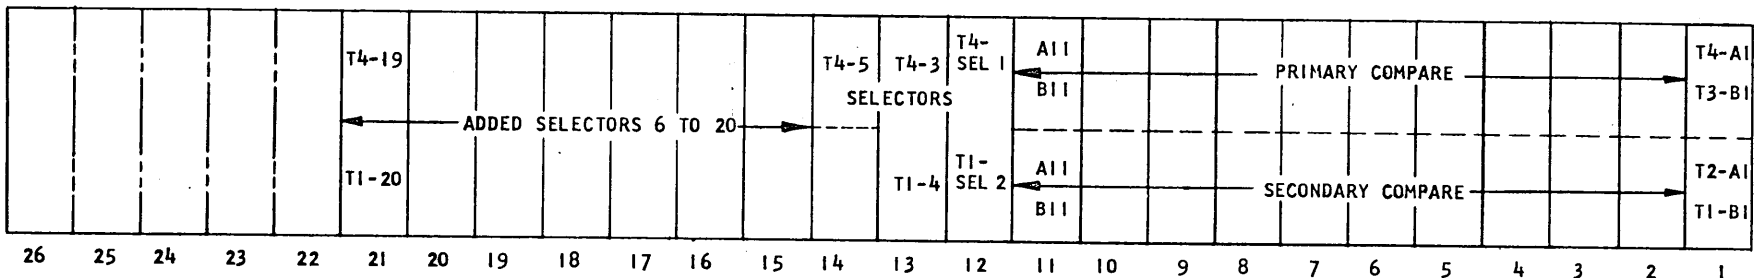 T4-19
T4-5
T4-3
T4-
SEL 1
A11
B11
PRIMARY COMPARE
T4-A1
T3-B1
SELECTORS
ADDED SELECTORS 6 TO 20
T1-20
T1-4
T1-
SEL 2
A11
B11
SECONDARY COMPARE
T2-A1
T1-B1
26 25 24 23 22 21 20 19 18 17 16 15 14 13 12 11 10 9 8 7 6 5 4 3 2 1